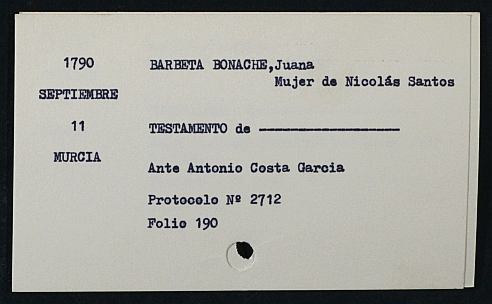 1790
BARBETA BONACHE,Juana
Mujer de Nicolás Santos
SEPTIEMBRE
11
TESTAMENTO de --------------------
MURCIA
Ante Antonio Costa Garcia
Protocolo Nº 2712
Folio 190